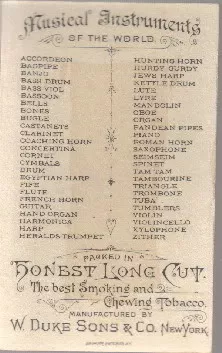 Musical Instruments
OF THE WORLD.
ACCORDEON
BAGPIPE
BANJO
BASS DRUM
BASS VIOL
BASSOON
BELLS
BONES
BUGLE
CASTANETS
CLARINET
COACHING HORN
CONCERTINA
CORNET
CYMBALS
DRUM
EGYPTIAN HARP
FIFE
FLUTE
FRENCH HORN
GUITAR
HAND ORGAN
HARMONICA
HARP
HERALDS TRUMPET
HUNTING HORN
HURDY GURDY
JEWS HARP
KETTLE DRUM
LUTE
LYRE
MANDOLIN
OBOE
ORGAN
PANDEAN PIPES
PIANO
ROMAN HORN
SAXOPHONE
SPINET
TAM TAM
TAMBOURINE
TRIANGLE
TROMBONE
TUBA
TUMBLERS
VIOLIN
VIOLINCELLO
XYLOPHONE
ZITHER
PACKED IN
HONEST LONG CUT.
The best Smoking and
Chewing Tobacco.
MANUFACTURED BY
W. DUKE SONS & CO. NEW YORK.